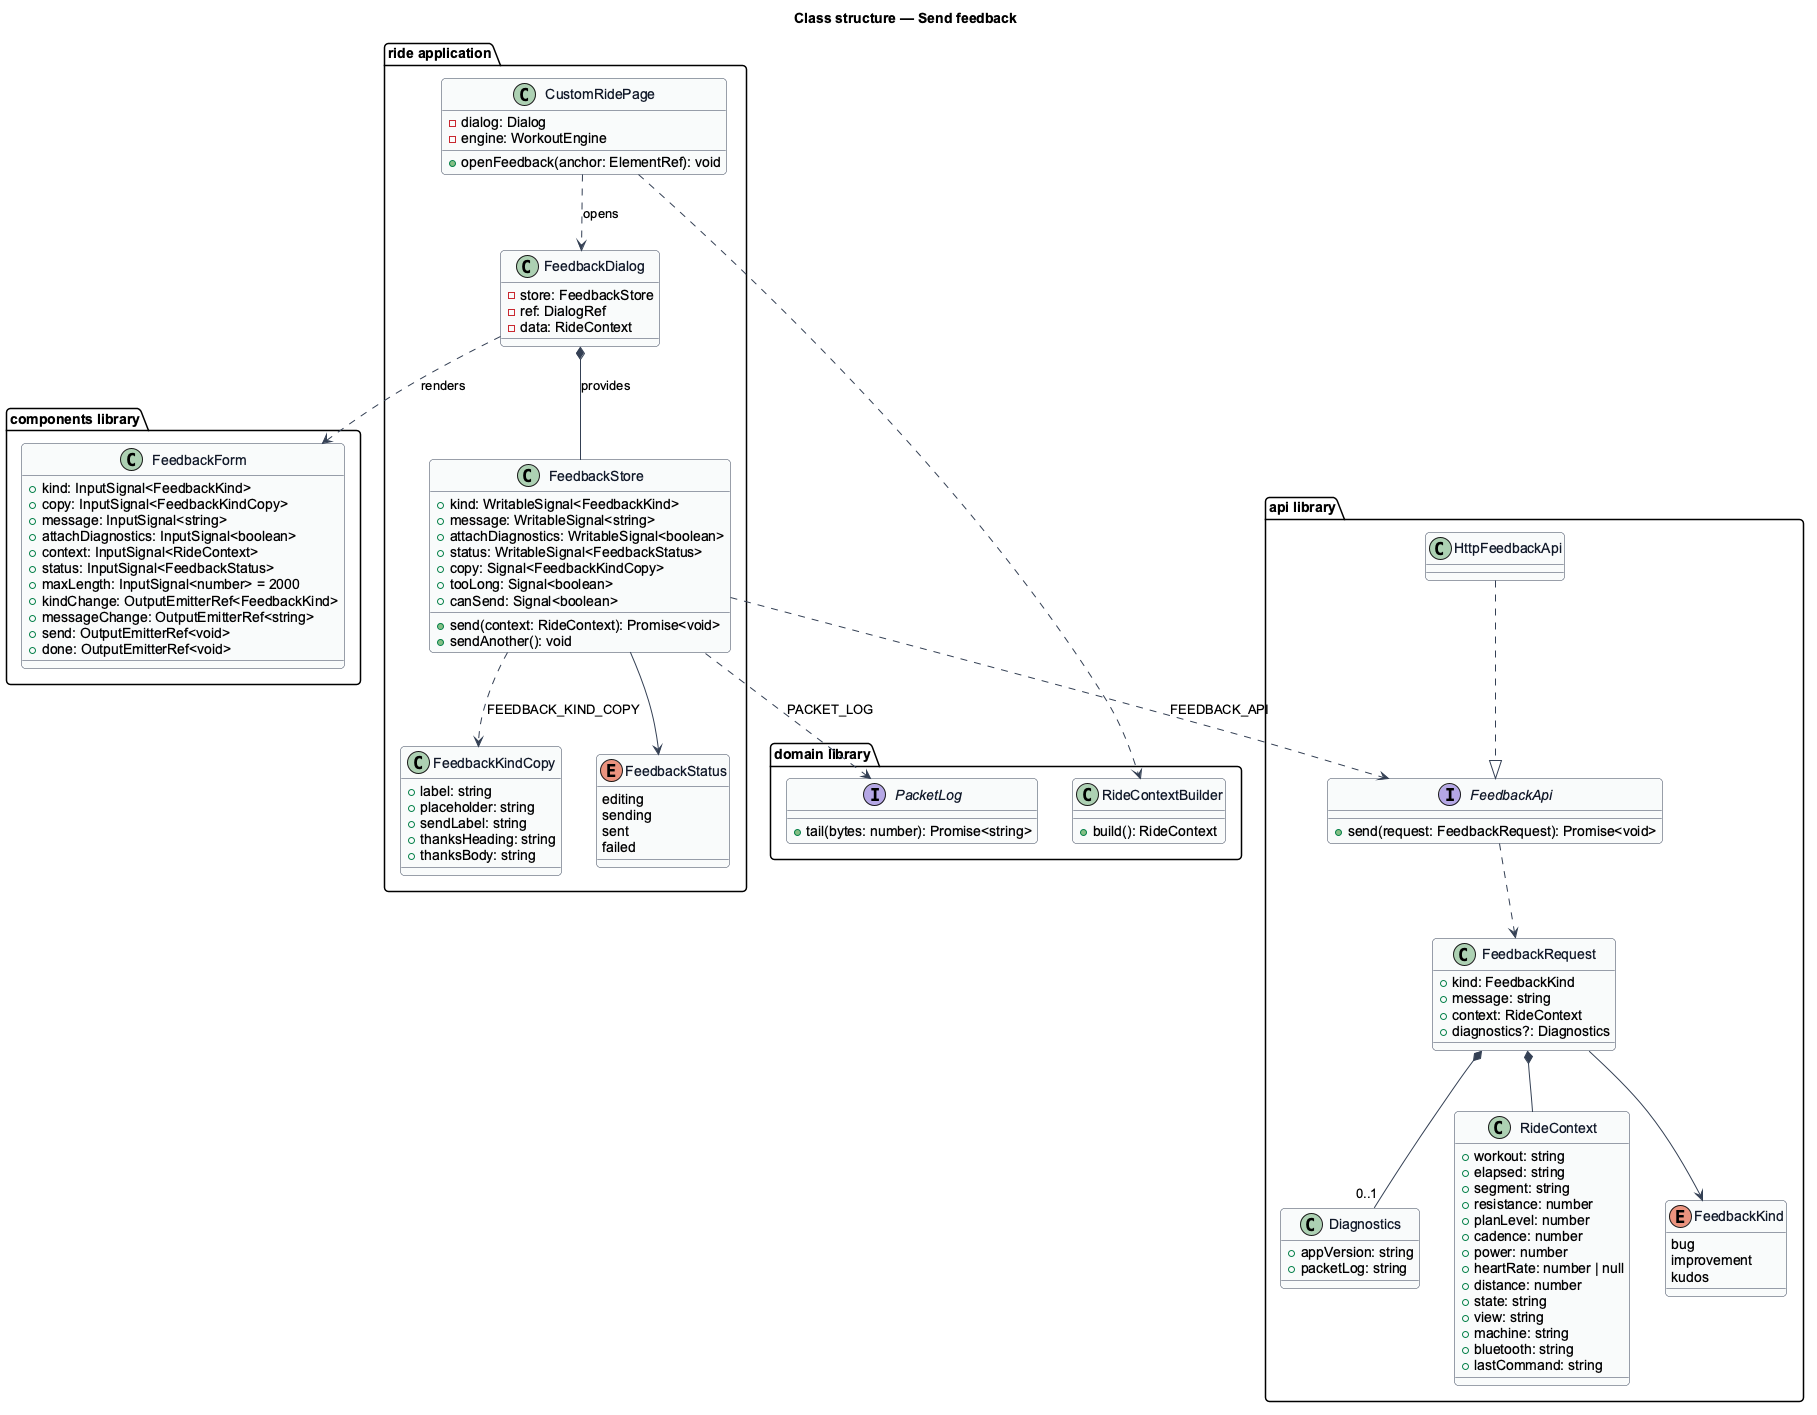 Class structure — Send feedback
ride application
C CustomRidePage
dialog: Dialog
engine: WorkoutEngine
openFeedback(anchor: ElementRef): void
opens
C FeedbackDialog
store: FeedbackStore
ref: DialogRef
data: RideContext
renders
provides
components library
C FeedbackForm
kind: InputSignal<FeedbackKind>
copy: InputSignal<FeedbackKindCopy>
message: InputSignal<string>
attachDiagnostics: InputSignal<boolean>
context: InputSignal<RideContext>
status: InputSignal<FeedbackStatus>
maxLength: InputSignal<number> = 2000
kindChange: OutputEmitterRef<FeedbackKind>
messageChange: OutputEmitterRef<string>
send: OutputEmitterRef<void>
done: OutputEmitterRef<void>
C FeedbackStore
kind: WritableSignal<FeedbackKind>
message: WritableSignal<string>
attachDiagnostics: WritableSignal<boolean>
status: WritableSignal<FeedbackStatus>
copy: Signal<FeedbackKindCopy>
tooLong: Signal<boolean>
canSend: Signal<boolean>
send(context: RideContext): Promise<void>
sendAnother(): void
FEEDBACK_KIND_COPY
PACKET_LOG
FEEDBACK_API
C FeedbackKindCopy
label: string
placeholder: string
sendLabel: string
thanksHeading: string
thanksBody: string
E FeedbackStatus
editing
sending
sent
failed
domain library
I PacketLog
tail(bytes: number): Promise<string>
C RideContextBuilder
build(): RideContext
api library
C HttpFeedbackApi
I FeedbackApi
send(request: FeedbackRequest): Promise<void>
C FeedbackRequest
kind: FeedbackKind
message: string
context: RideContext
diagnostics?: Diagnostics
0..1
C Diagnostics
appVersion: string
packetLog: string
C RideContext
workout: string
elapsed: string
segment: string
resistance: number
planLevel: number
cadence: number
power: number
heartRate: number | null
distance: number
state: string
view: string
machine: string
bluetooth: string
lastCommand: string
E FeedbackKind
bug
improvement
kudos